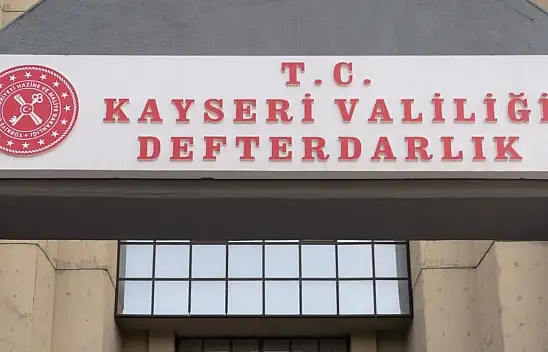 T.C.
KAYSERİ VALİLİĞİ
DEFTERDARLIK